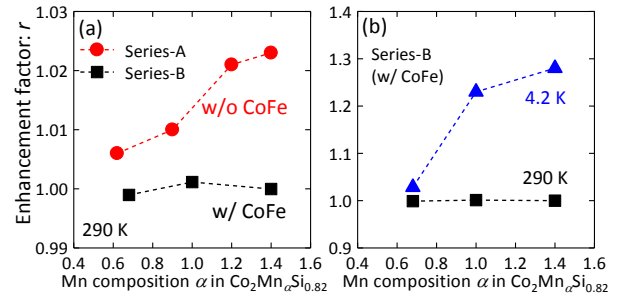 (a)
Series-A
Series-B
w/o CoFe
w/ CoFe
290 K
Enhancement factor: r
1.03
1.02
1.01
1.00
0.99
0.4 0.6 0.8 1.0 1.2 1.4 1.6
Mn composition α in Co₂MnαSi₀.₈₂
(b)
Series-B
(w/ CoFe)
4.2 K
290 K
1.4
1.3
1.2
1.1
1.0
0.9
0.4 0.6 0.8 1.0 1.2 1.4 1.6
Mn composition α in Co₂MnαSi₀.₈₂